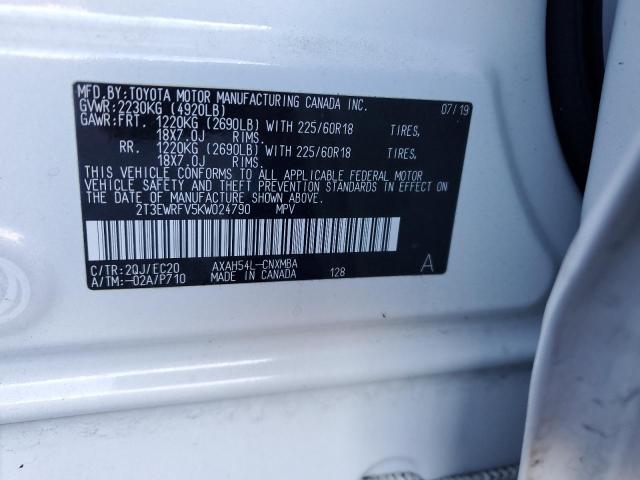 MFD.BY:TOYOTA MOTOR MANUFACTURING CANADA INC. 07/19
GVWR:2230KG (4920LB)
GAWR:FRT. 1220KG (2690LB) WITH 225/60R18 TIRES,
18X7.0J RIMS.
RR. 1220KG (2690LB) WITH 225/60R18 TIRES,
18X7.0J RIMS.
THIS VEHICLE CONFORMS TO ALL APPLICABLE FEDERAL MOTOR
VEHICLE SAFETY AND THEFT PREVENTION STANDARDS IN EFFECT
ON THE DATE OF MANUFACTURE SHOWN ABOVE.
2T3EWRFV5KW024790 MPV
C/TR:2QJ/EC20 AXAH54L-CNXMBA A
A/TM:-02A/P710 MADE IN CANADA 128